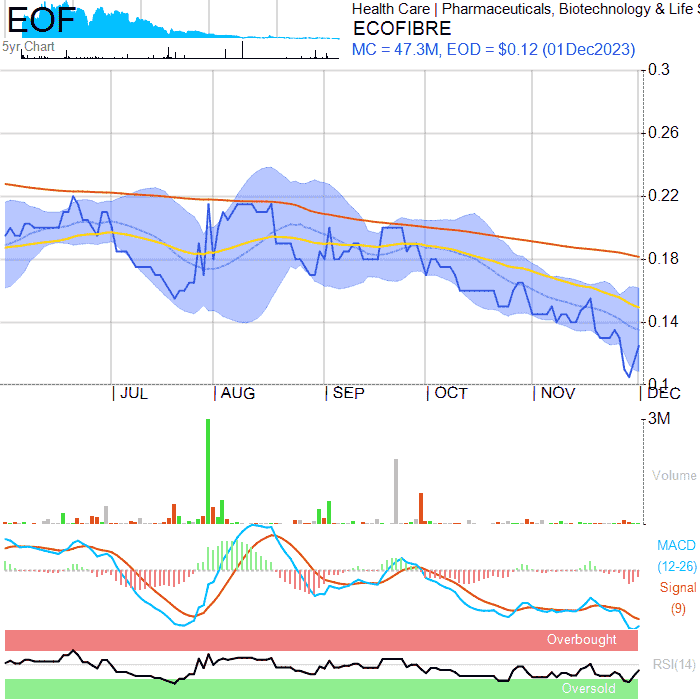 EOF
5yr Chart
Health Care | Pharmaceuticals, Biotechnology & Life S
ECOFIBRE
MC = 47.3M, EOD = $0.12 (01Dec2023)
0.3
0.26
0.22
0.18
0.14
0.1
JUL AUG SEP OCT NOV DEC
3M
Volume
MACD
(12-26)
Signal
(9)
Overbought
RSI(14)
Oversold